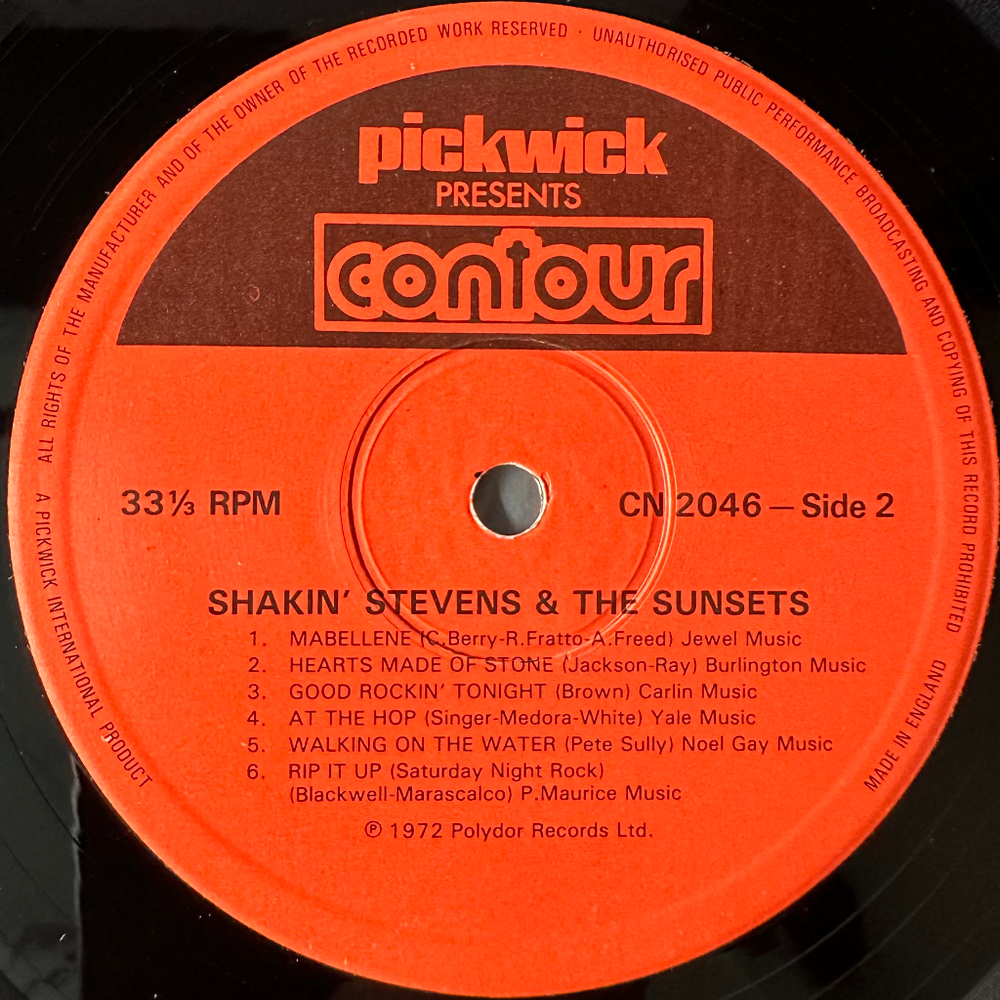 ALL RIGHTS OF THE MANUFACTURER AND OF THE OWNER OF THE RECORDED WORK RESERVED · UNAUTHORISED PUBLIC PERFORMANCE BROADCASTING AND COPYING OF THIS RECORD PROHIBITED
pickwick
PRESENTS
contour
33⅓ RPM
CN 2046 — Side 2
SHAKIN' STEVENS & THE SUNSETS
1. MABELLENE (C.Berry-R.Fratto-A.Freed) Jewel Music
2. HEARTS MADE OF STONE (Jackson-Ray) Burlington Music
3. GOOD ROCKIN' TONIGHT (Brown) Carlin Music
4. AT THE HOP (Singer-Medora-White) Yale Music
5. WALKING ON THE WATER (Pete Sully) Noel Gay Music
6. RIP IT UP (Saturday Night Rock)
(Blackwell-Marascalco) P.Maurice Music
℗ 1972 Polydor Records Ltd.
A PICKWICK INTERNATIONAL PRODUCT
MADE IN ENGLAND